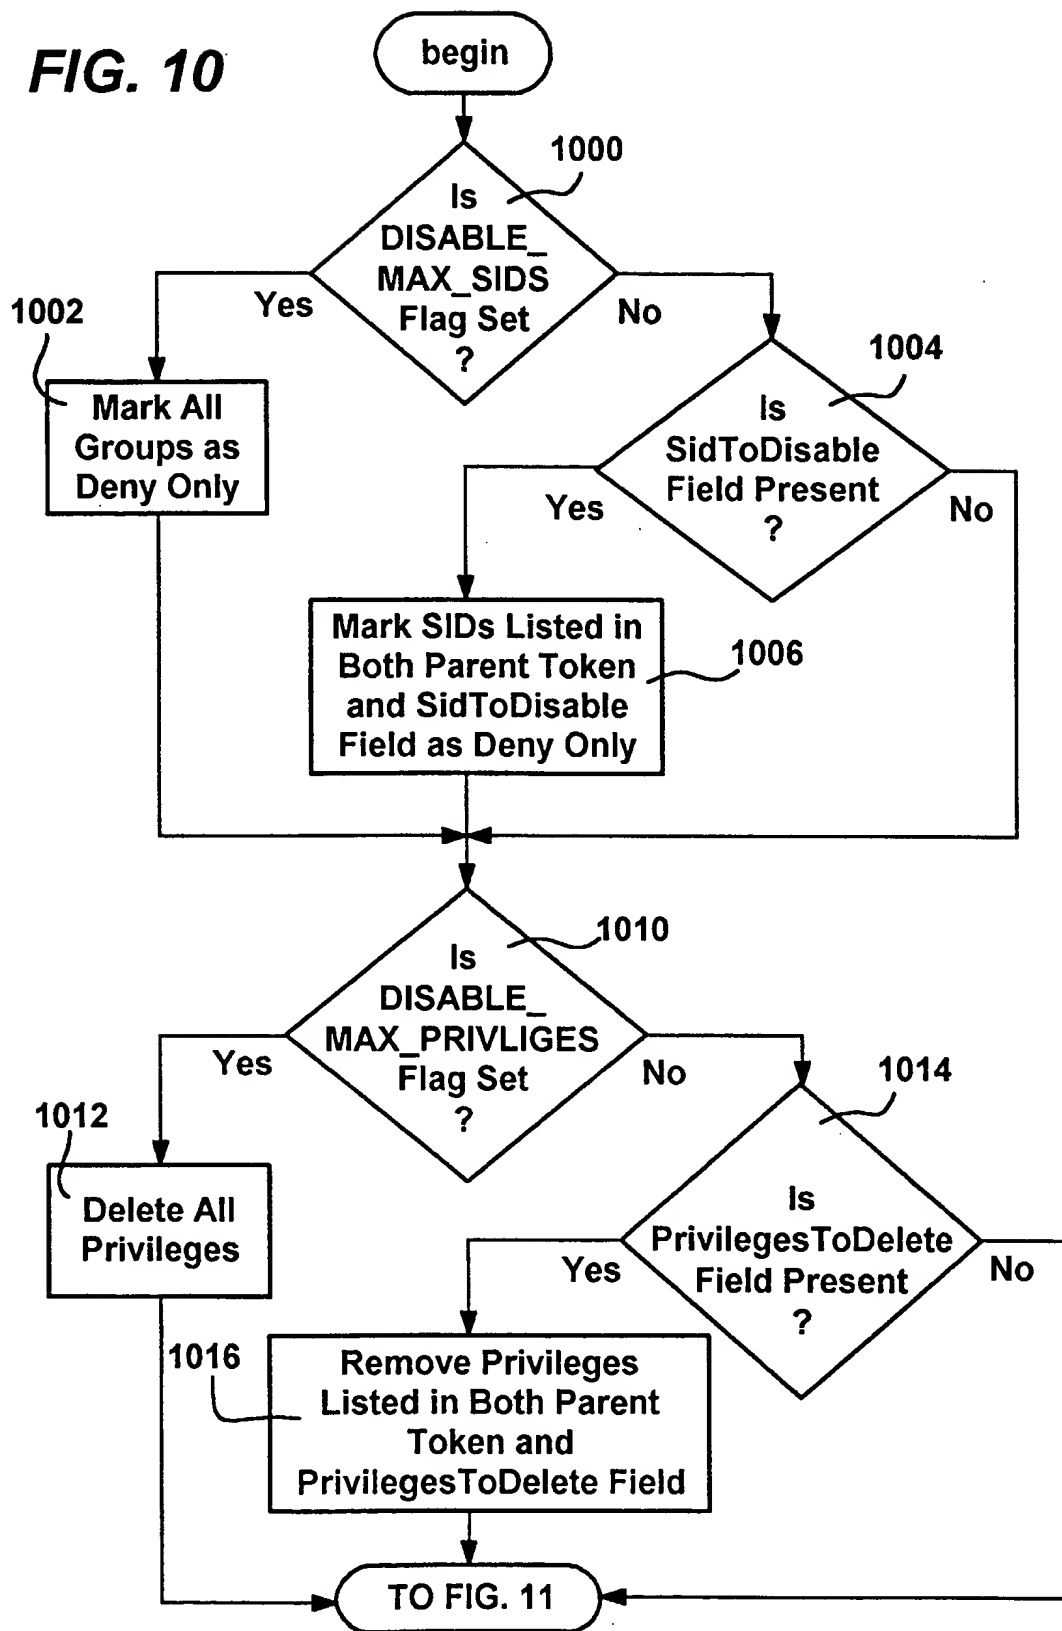 FIG. 10
begin
1000
Is
DISABLE_
MAX_SIDS
Flag Set
?
Yes
No
1002
Mark All
Groups as
Deny Only
1004
Is
SidToDisable
Field Present
?
Yes
No
Mark SIDs Listed in
Both Parent Token
and SidToDisable
Field as Deny Only
1006
1010
Is
DISABLE_
MAX_PRIVLIGES
Flag Set
?
Yes
No
1012
Delete All
Privileges
1014
Is
PrivilegesToDelete
Field Present
?
Yes
No
1016
Remove Privileges
Listed in Both Parent
Token and
PrivilegesToDelete Field
TO FIG. 11